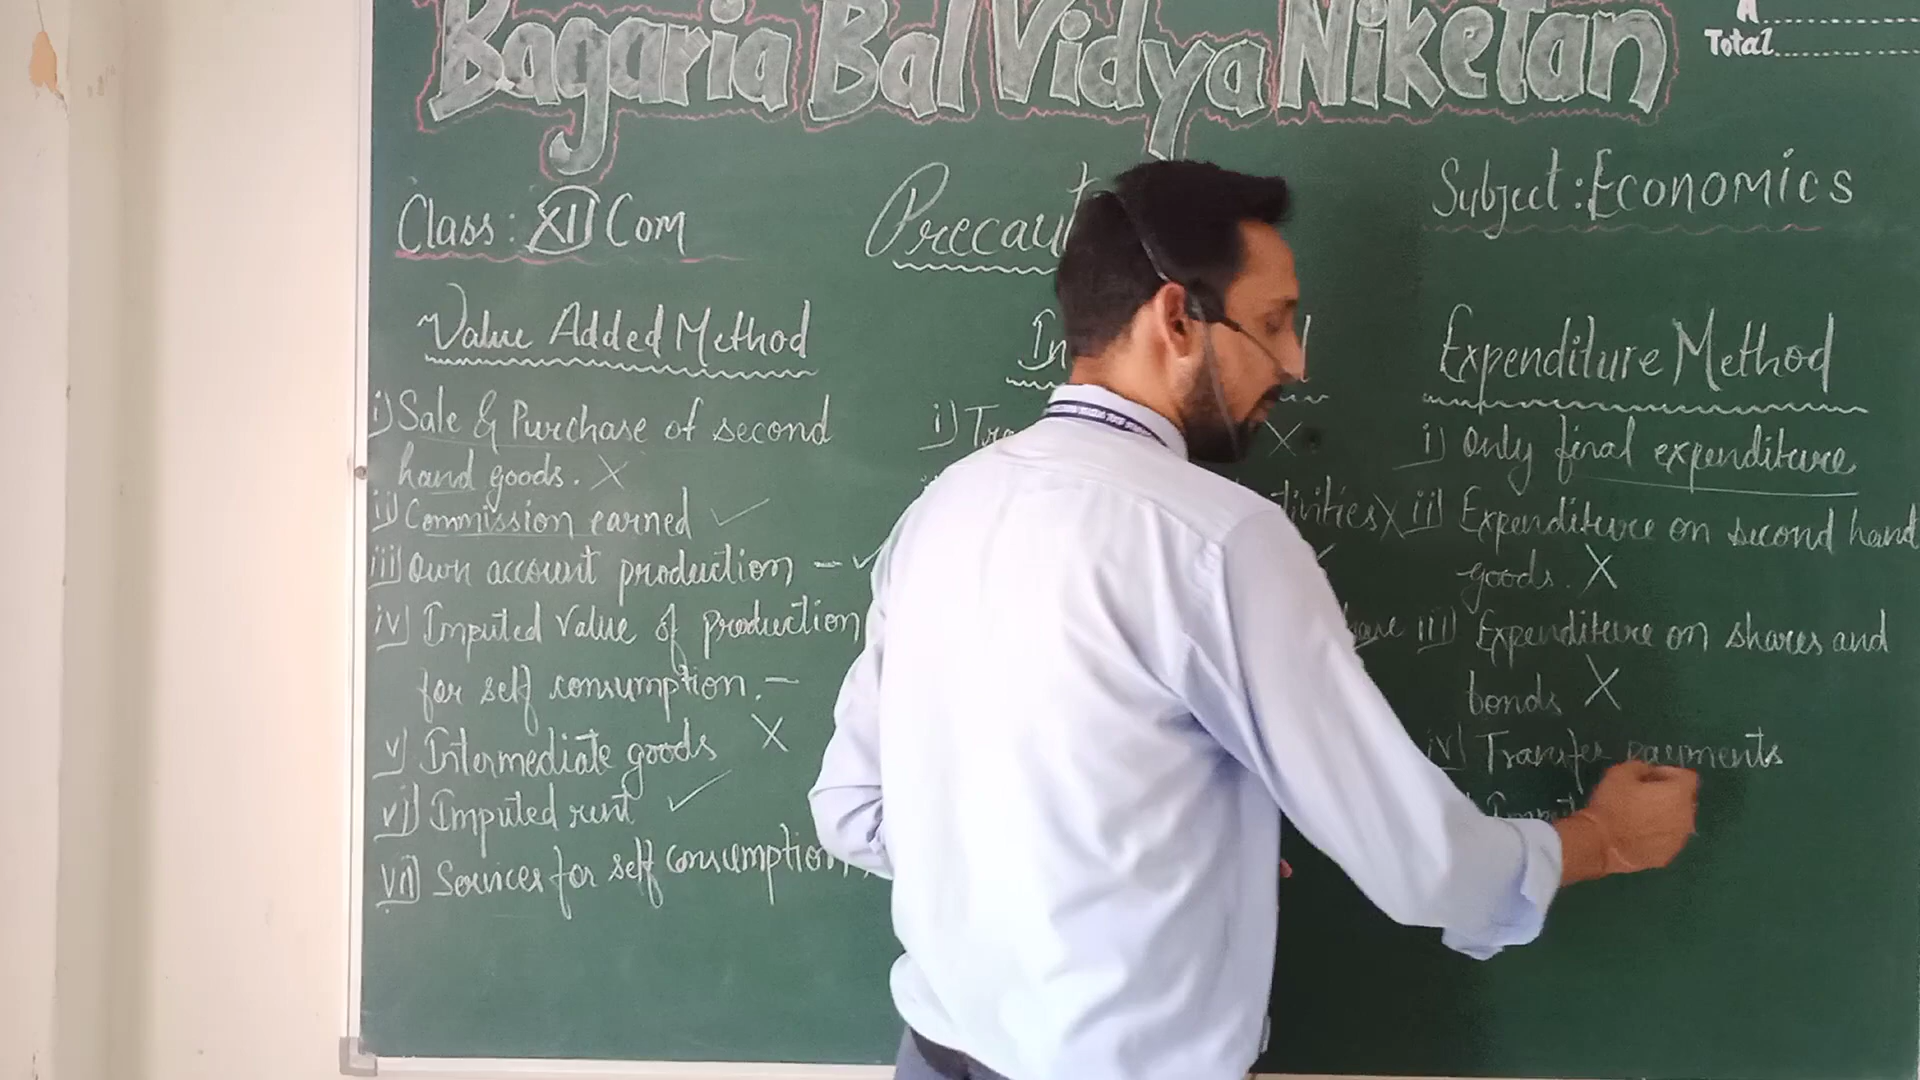 Bagaria Bal Vidya Niketan
A..............
Total..............
Class: XII Com
Subject: Economics
Value Added Method
i) Sale & Purchase of second
hand goods. X
ii) Commission earned ✓
iii) Own account production - ✓
iv) Imputed Value of production
for self consumption. -
v) Intermediate goods X
vi) Imputed rent ✓
vii) Services for self consumption
i)
X
X
Expenditure Method
i) Only final expenditure
ii) Expenditure on second hand
goods. X
iii) Expenditure on shares and
bonds X
iv) Transfer payments